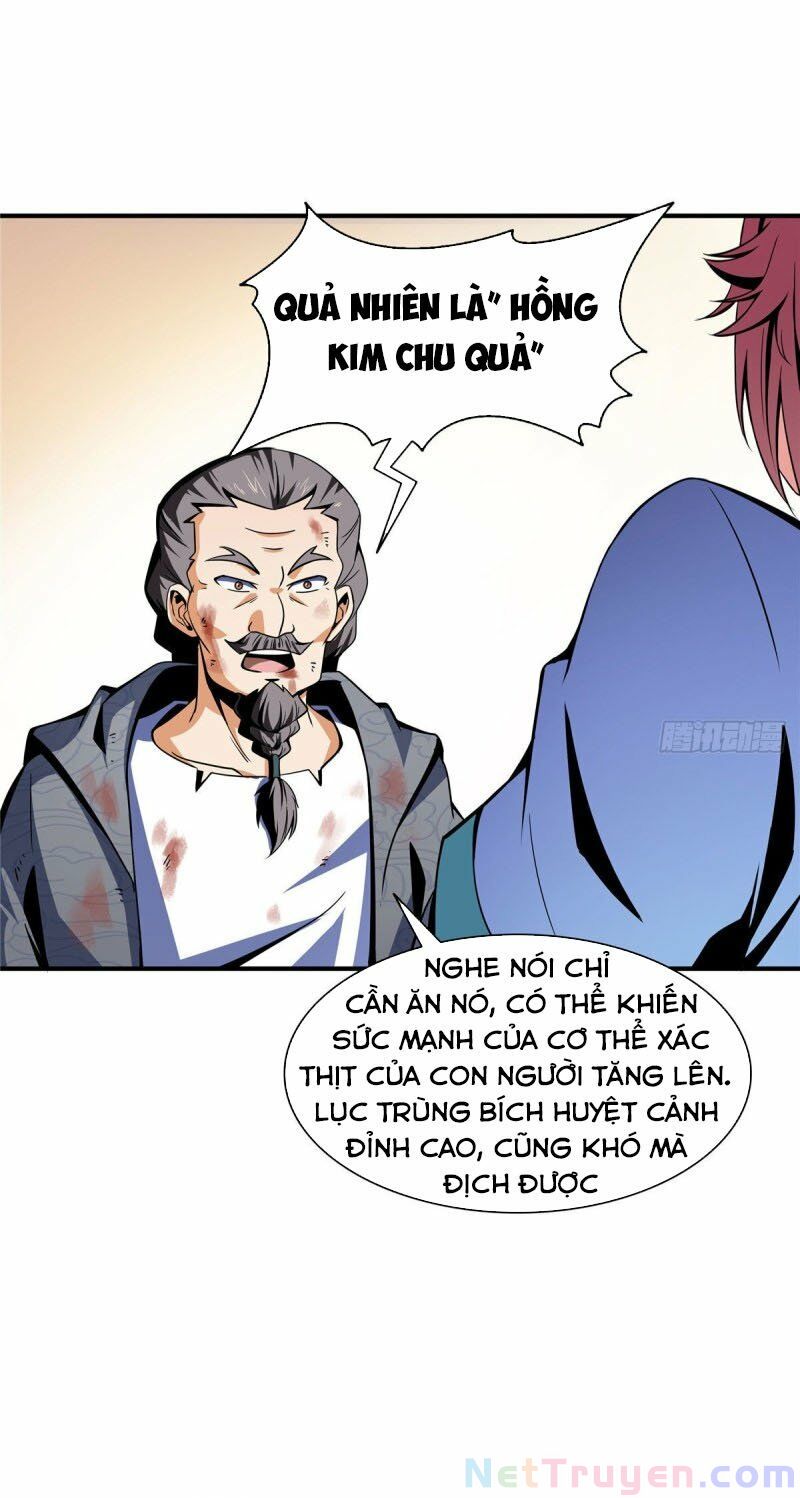 QUẢ NHIÊN LÀ" HỒNG
KIM CHU QUẢ"
腾讯动漫
NGHE NÓI CHỈ
CẦN ĂN NÓ, CÓ THỂ KHIẾN
SỨC MẠNH CỦA CƠ THỂ XÁC
THỊT CỦA CON NGƯỜI TĂNG LÊN.
LỤC TRÙNG BÍCH HUYỆT CẢNH
ĐỈNH CAO, CŨNG KHÓ MÀ
ĐỊCH ĐƯỢC
NetTruyen.com